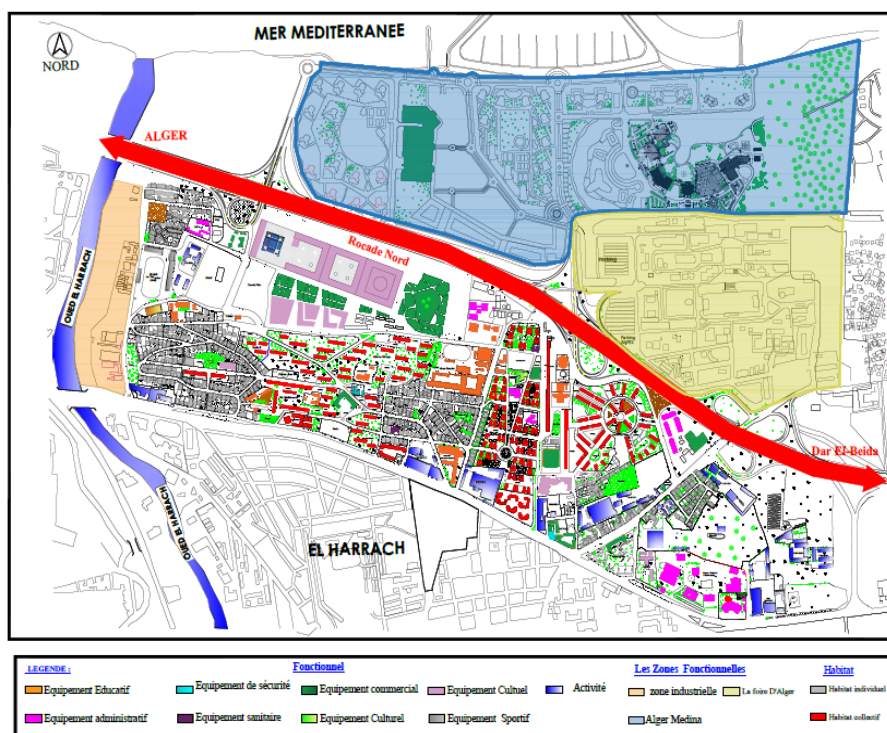 MER MEDITERRANEE
NORD
ALGER
Rocade Nord
OUED EL HARRACH
Parking
Parking
Dar El-Beida
EL HARRACH
OUED EL HARRACH
LEGENDE :
Fonctionnel
Les Zones Fonctionnelles
Habitat
Equipement Educatif
Equipement de sécurité
Equipement commercial
Equipement Cultuel
Activité
zone industrielle
La foire D'Alger
Habitat individuel
Equipement administratif
Equipement sanitaire
Equipement Culturel
Equipement Sportif
Alger Medina
Habitat collectif